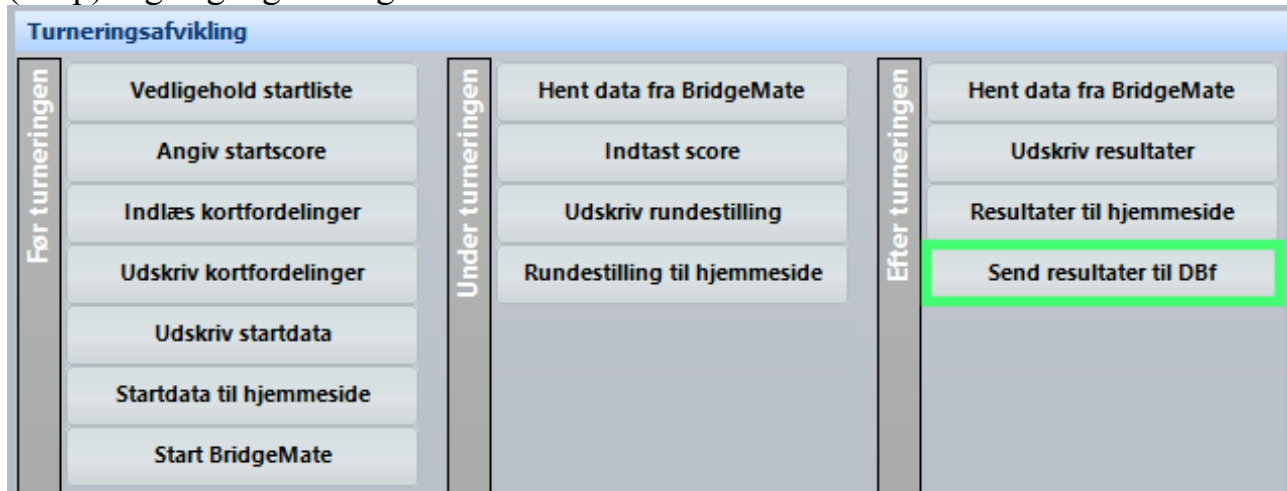 Turneringsafvikling
Før turneringen
Vedligehold startliste
Angiv startscore
Indlæs kortfordelinger
Udskriv kortfordelinger
Udskriv startdata
Startdata til hjemmeside
Start BridgeMate
Under turneringen
Hent data fra BridgeMate
Indtast score
Udskriv rundestilling
Rundestilling til hjemmeside
Efter turneringen
Hent data fra BridgeMate
Udskriv resultater
Resultater til hjemmeside
Send resultater til DBf